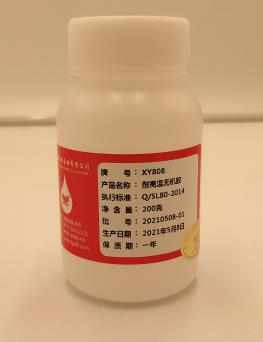 牌    号： XY808
产品名称： 耐高温无机胶
执行标准： Q/SL80-2014
净 含 量： 200克
批    号： 20210508-01
生产日期： 2021年5月8日
保 质 期： 一年